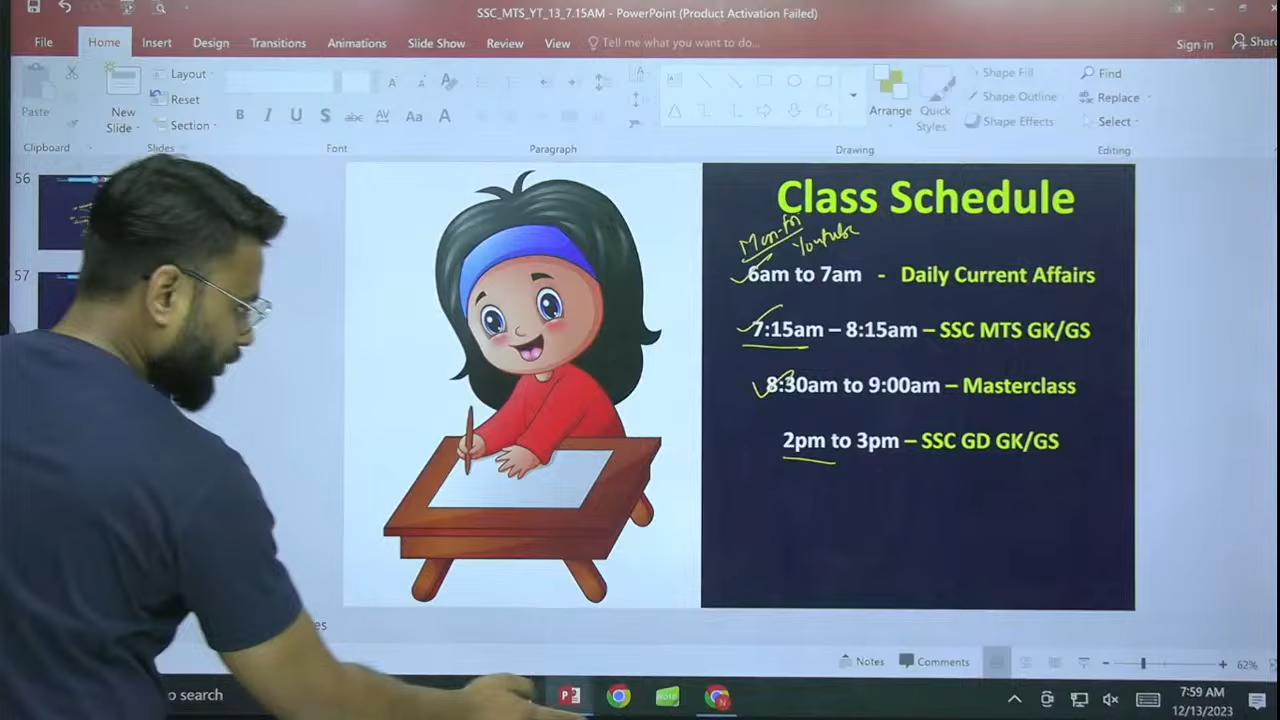 SSC_MTS_YT_13_7.15AM - PowerPoint (Product Activation Failed)
File Home Insert Design Transitions Animations Slide Show Review View Tell me what you want to do... Sign in Share
Paste
Clipboard
New Slide
Layout
Reset
Section
Slides
B I U S abc AV Aa A
Font
Paragraph
Arrange
Quick Styles
Shape Fill
Shape Outline
Shape Effects
Drawing
Find
Replace
Select
Editing
56
57
Class Schedule
Mon-Fri
Youtube
6am to 7am - Daily Current Affairs
7:15am – 8:15am – SSC MTS GK/GS
8:30am to 9:00am – Masterclass
2pm to 3pm – SSC GD GK/GS
Notes Comments 62%
o search
7:59 AM
12/13/2023